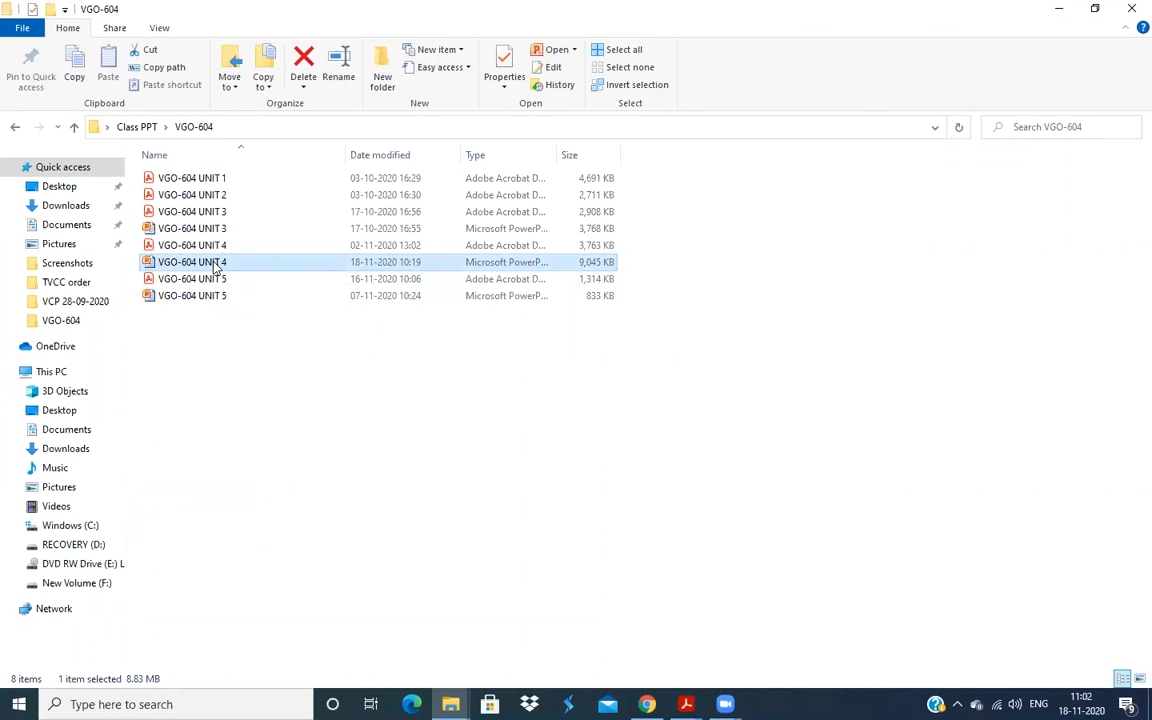 VGO-604
File Home Share View
Pin to Quick access
Copy
Paste
Cut
Copy path
Paste shortcut
Clipboard
Move to
Copy to
Delete
Rename
Organize
New folder
New item
Easy access
New
Properties
Open
Edit
History
Open
Select all
Select none
Invert selection
Select
Class PPT VGO-604
Search VGO-604
Name Date modified Type Size
VGO-604 UNIT 1 03-10-2020 16:29 Adobe Acrobat D... 4,691 KB
VGO-604 UNIT 2 03-10-2020 16:30 Adobe Acrobat D... 2,711 KB
VGO-604 UNIT 3 17-10-2020 16:56 Adobe Acrobat D... 2,908 KB
VGO-604 UNIT 3 17-10-2020 16:55 Microsoft PowerP... 3,768 KB
VGO-604 UNIT 4 02-11-2020 13:02 Adobe Acrobat D... 3,763 KB
VGO-604 UNIT 4 18-11-2020 10:19 Microsoft PowerP... 9,045 KB
VGO-604 UNIT 5 16-11-2020 10:06 Adobe Acrobat D... 1,314 KB
VGO-604 UNIT 5 07-11-2020 10:24 Microsoft PowerP... 833 KB
Quick access
Desktop
Downloads
Documents
Pictures
Screenshots
TVCC order
VCP 28-09-2020
VGO-604
OneDrive
This PC
3D Objects
Desktop
Documents
Downloads
Music
Pictures
Videos
Windows (C:)
RECOVERY (D:)
DVD RW Drive (E:) L
New Volume (F:)
Network
8 items 1 item selected 8.83 MB
Type here to search
ENG
11:02
18-11-2020
9